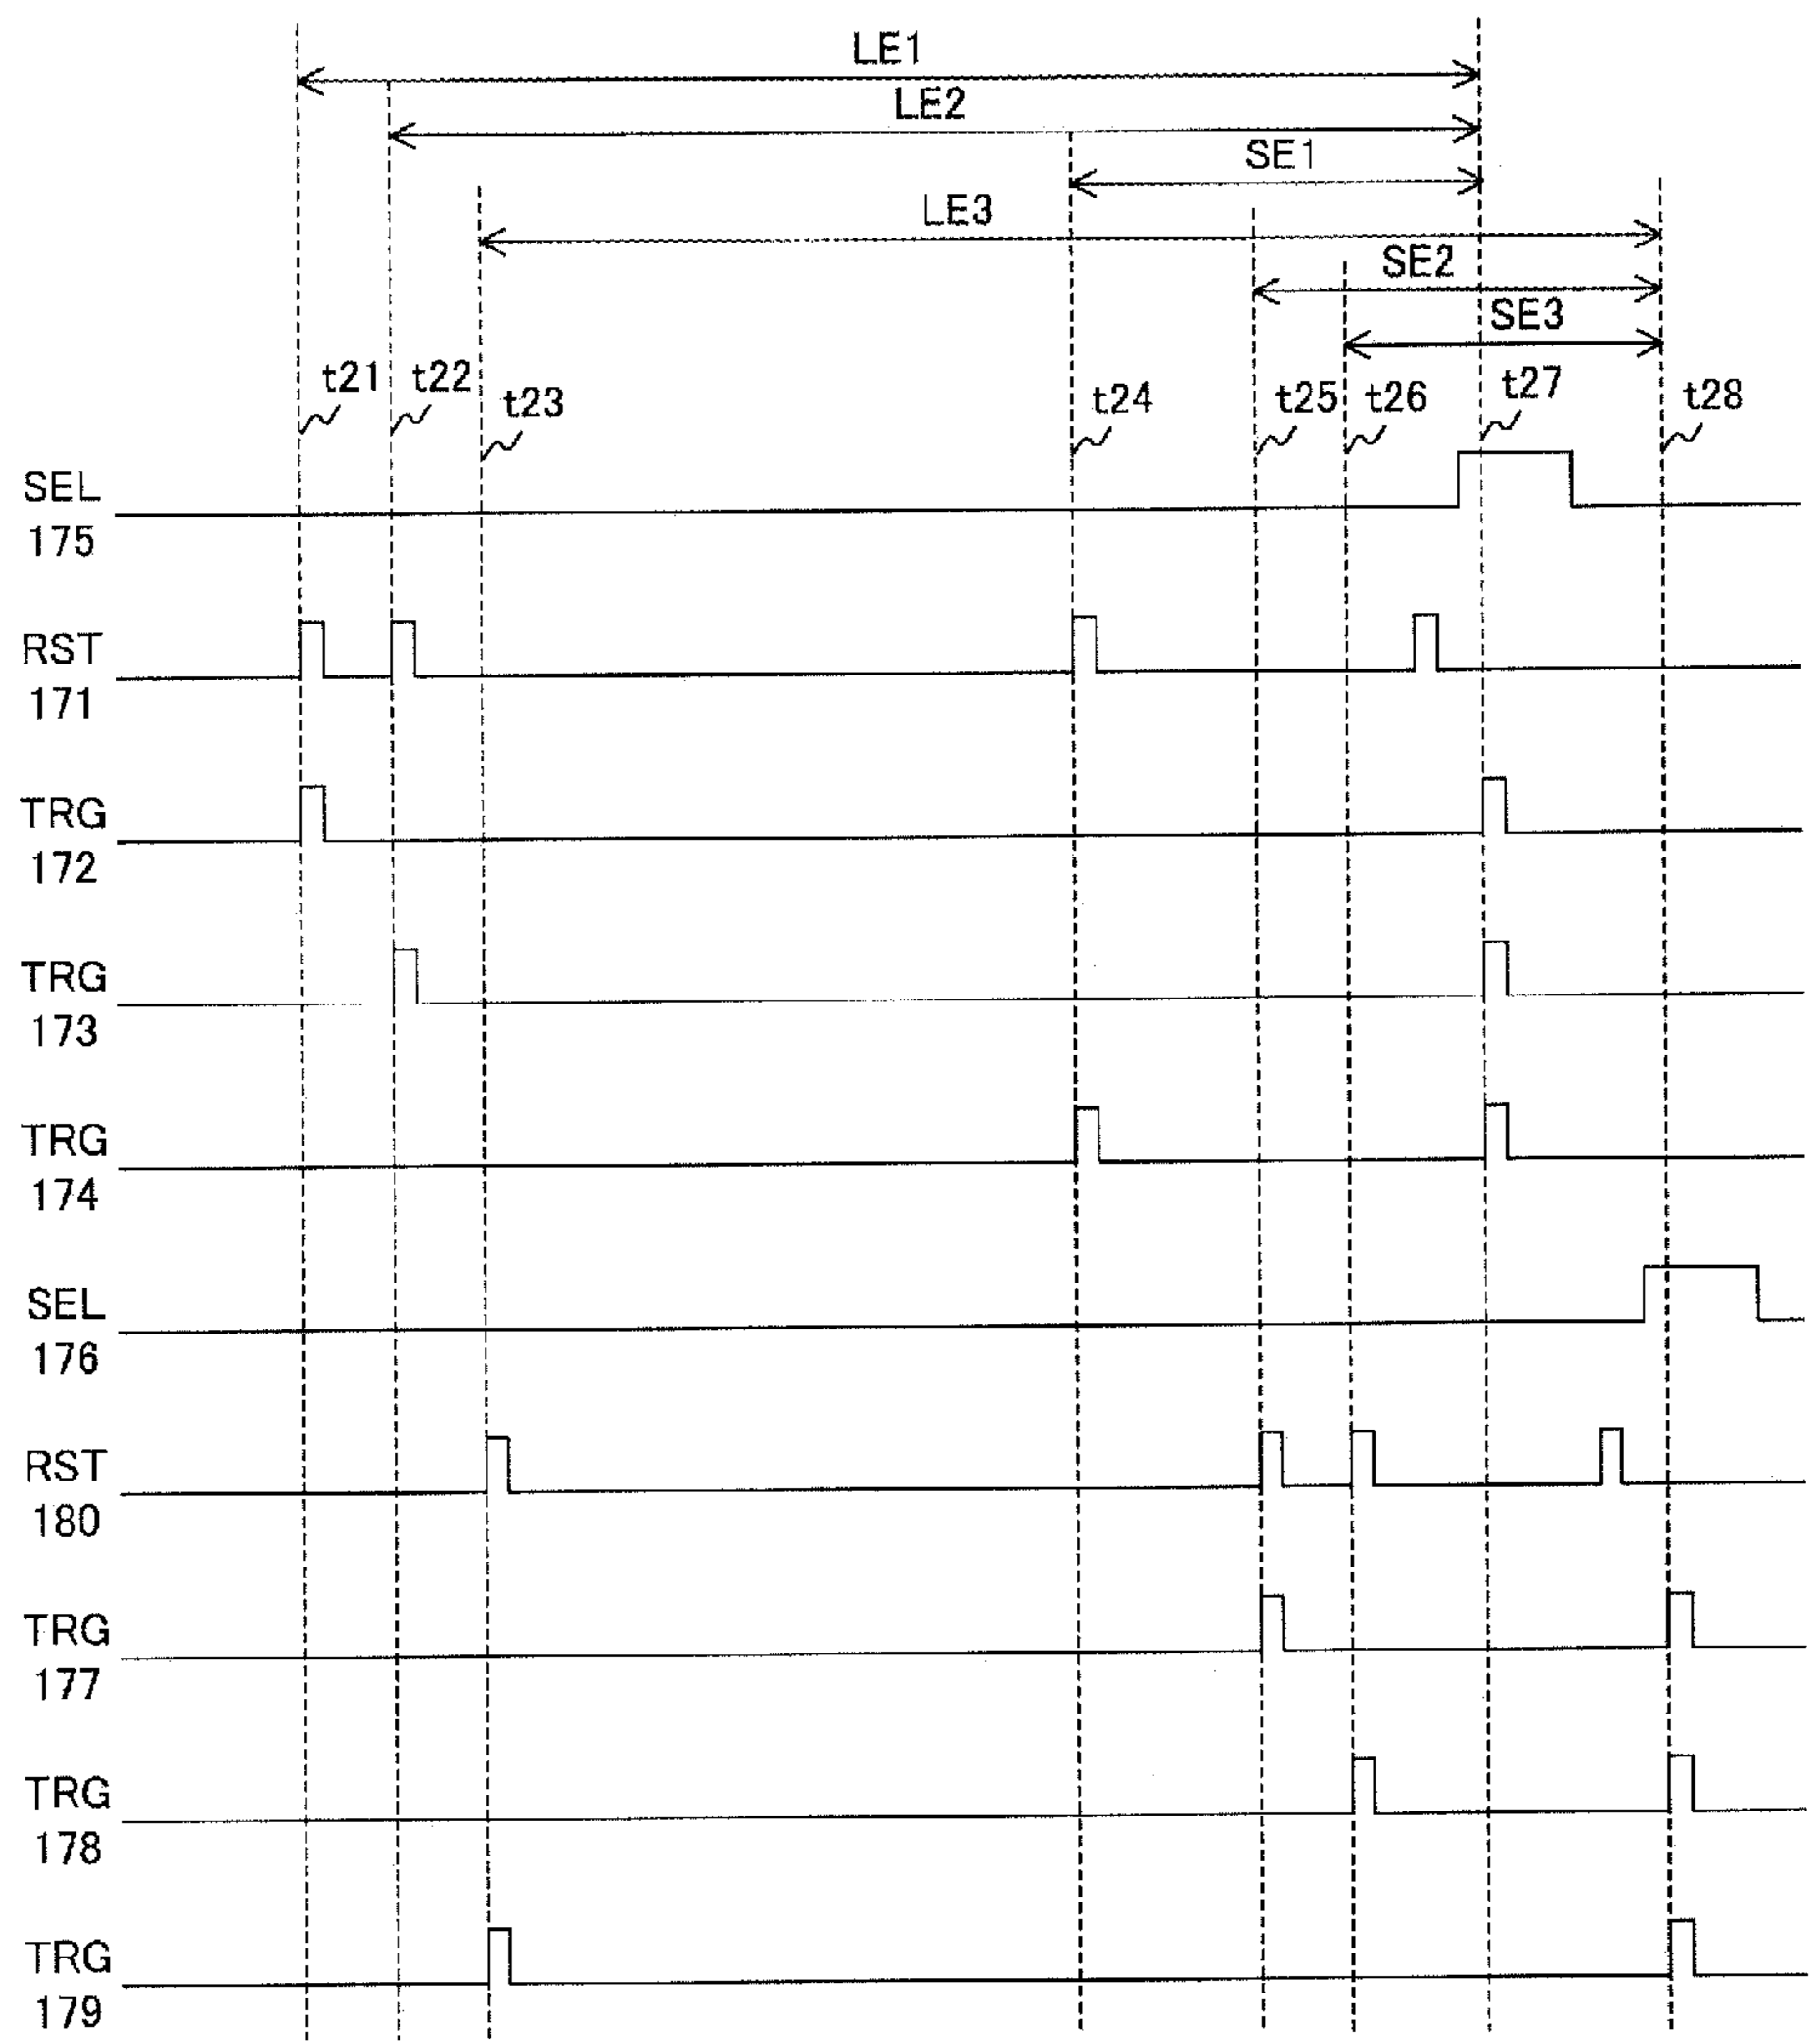 LE1
LE2
SE1
LE3
SE2
SE3
t21 t22 t23 t24 t25 t26 t27 t28
SEL
175
RST
171
TRG
172
TRG
173
TRG
174
SEL
176
RST
180
TRG
177
TRG
178
TRG
179